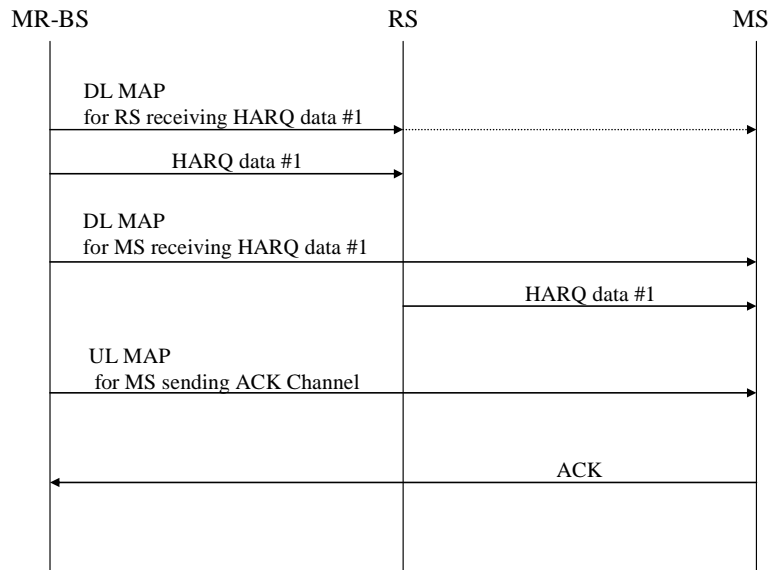 MR-BS RS MS
DL MAP
for RS receiving HARQ data #1
HARQ data #1
DL MAP
for MS receiving HARQ data #1
HARQ data #1
UL MAP
for MS sending ACK Channel
ACK